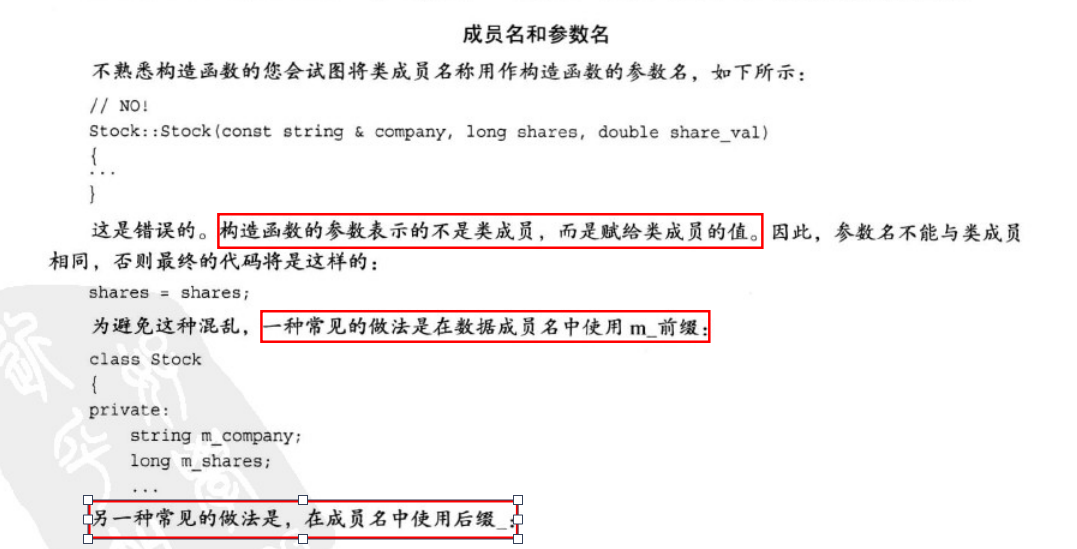 成员名和参数名
不熟悉构造函数的您会试图将类成员名称用作构造函数的参数名，如下所示：
// NO!
Stock::Stock(const string & company, long shares, double share_val)
{
...
}
这是错误的。构造函数的参数表示的不是类成员，而是赋给类成员的值。因此，参数名不能与类成员
相同，否则最终的代码将是这样的：
shares = shares;
为避免这种混乱，一种常见的做法是在数据成员名中使用 m_前缀：
class Stock
{
private:
    string m_company;
    long m_shares;
    ...
另一种常见的做法是，在成员名中使用后缀_：